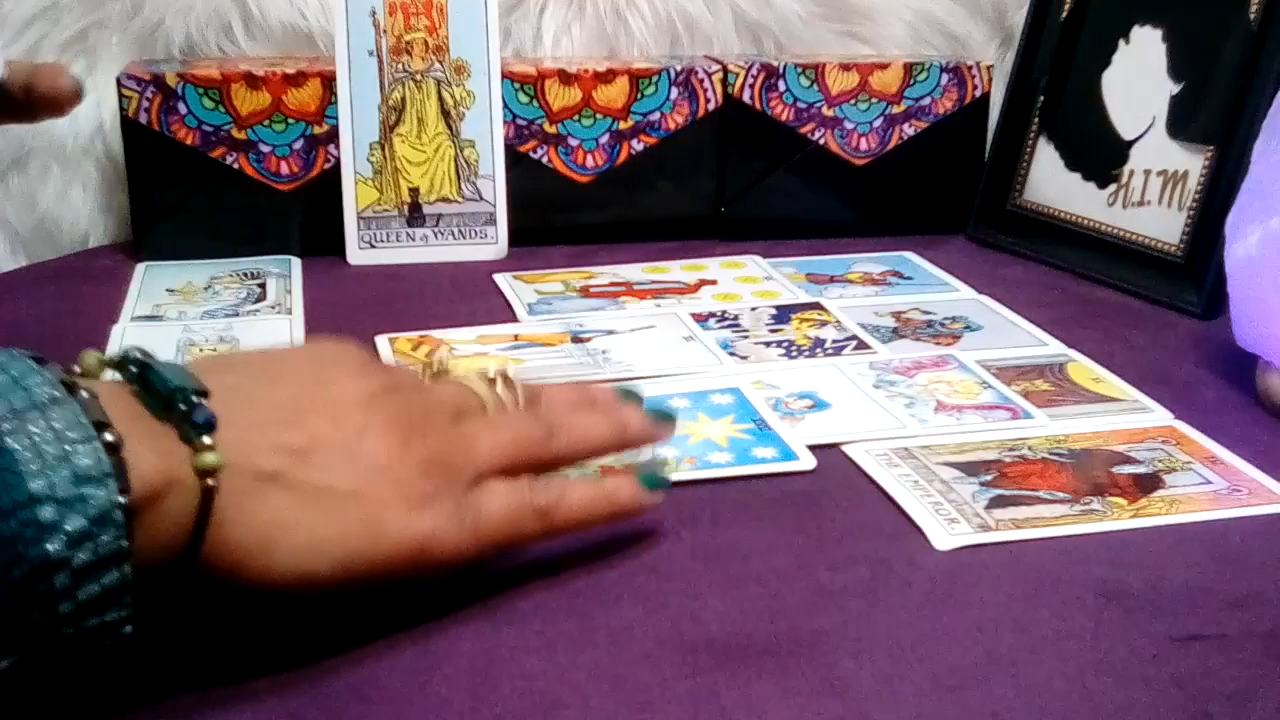 QUEEN of WANDS.
H.I.M
THE EMPEROR.